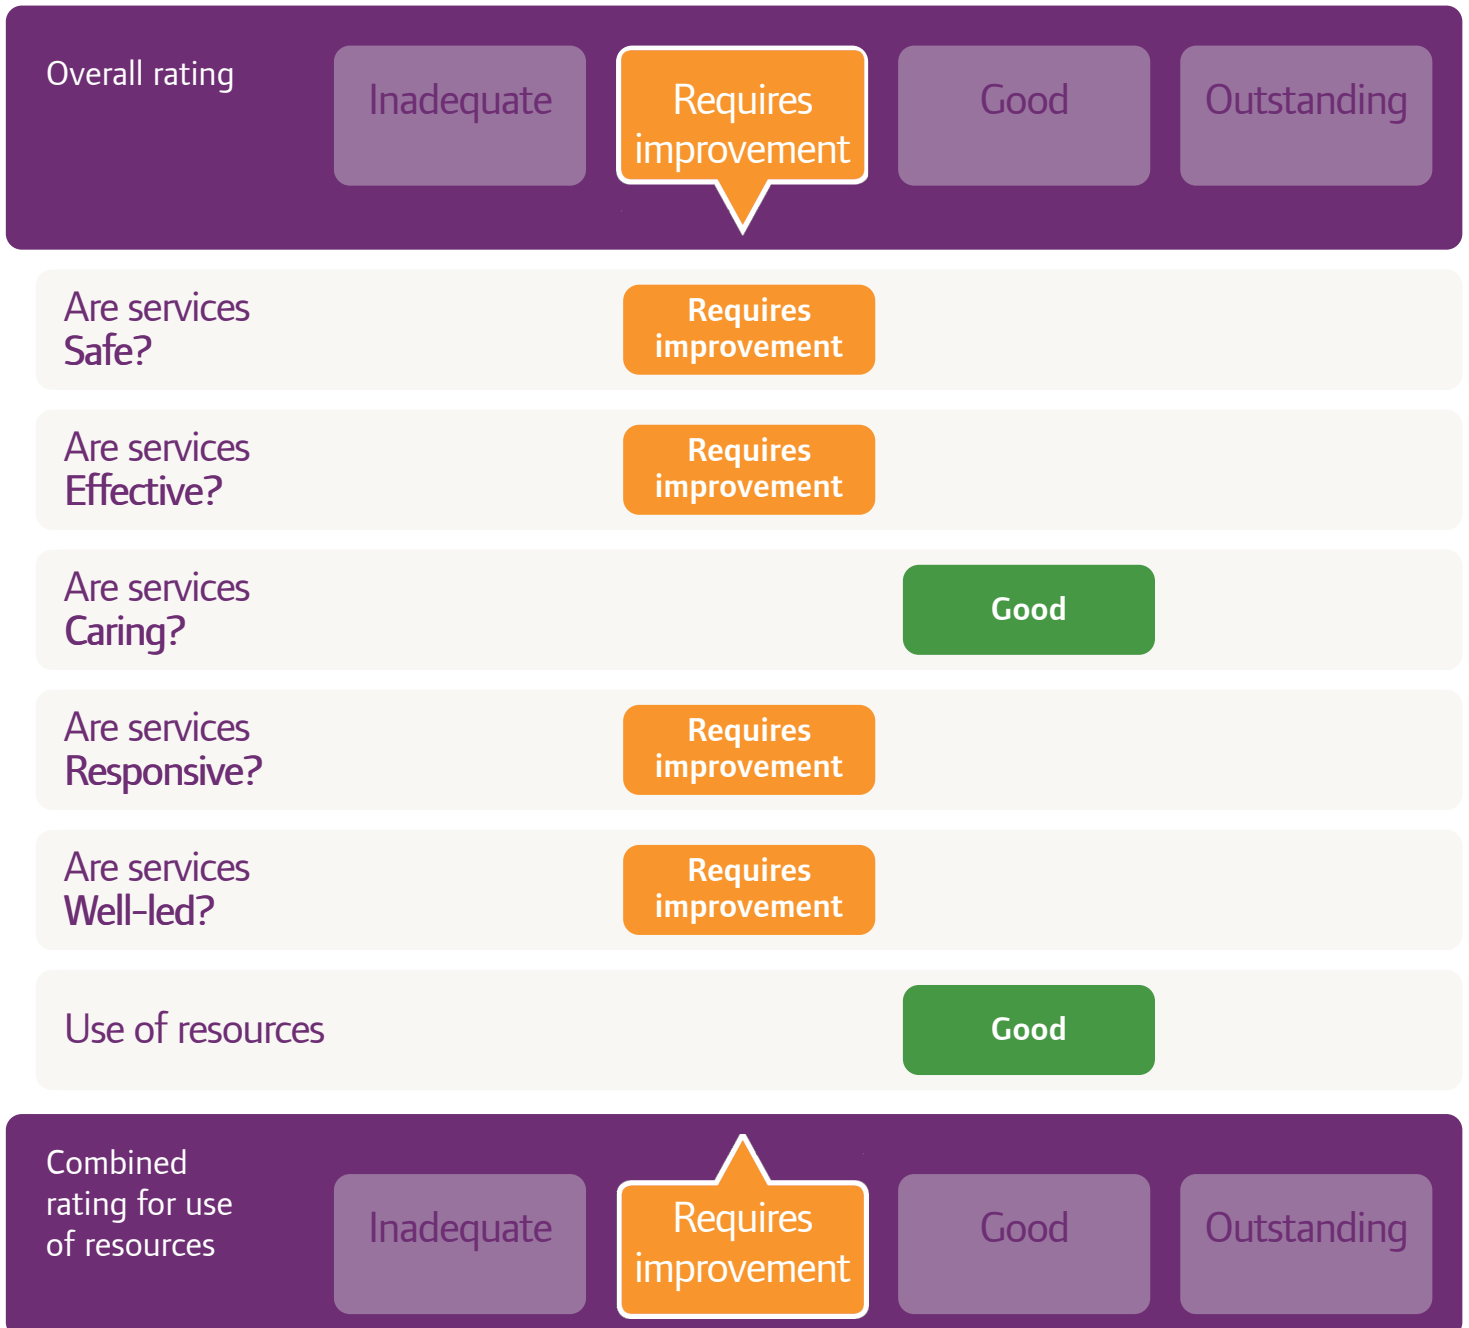 Overall rating
Inadequate
Requires
improvement
Good
Outstanding
Are services
Safe?
Requires
improvement
Are services
Effective?
Requires
improvement
Are services
Caring?
Good
Are services
Responsive?
Requires
improvement
Are services
Well-led?
Requires
improvement
Use of resources
Good
Combined
rating for use
of resources
Inadequate
Requires
improvement
Good
Outstanding